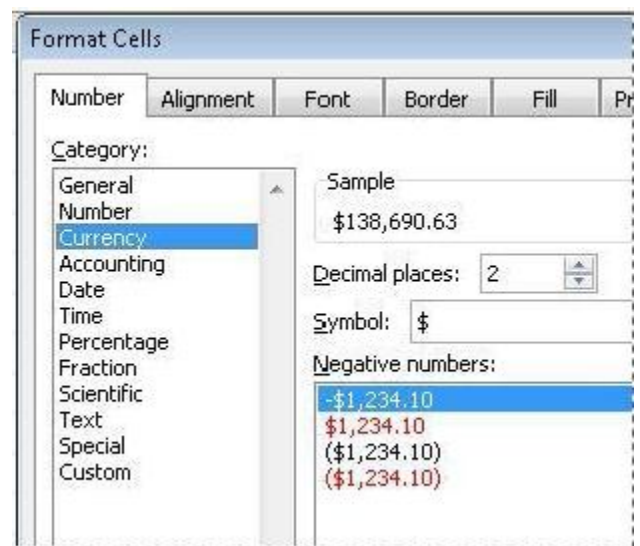 Format Cells
Number Alignment Font Border Fill
Category:
General
Number
Currency
Accounting
Date
Time
Percentage
Fraction
Scientific
Text
Special
Custom
Sample
$138,690.63
Decimal places: 2
Symbol: $
Negative numbers:
-$1,234.10
$1,234.10
($1,234.10)
($1,234.10)